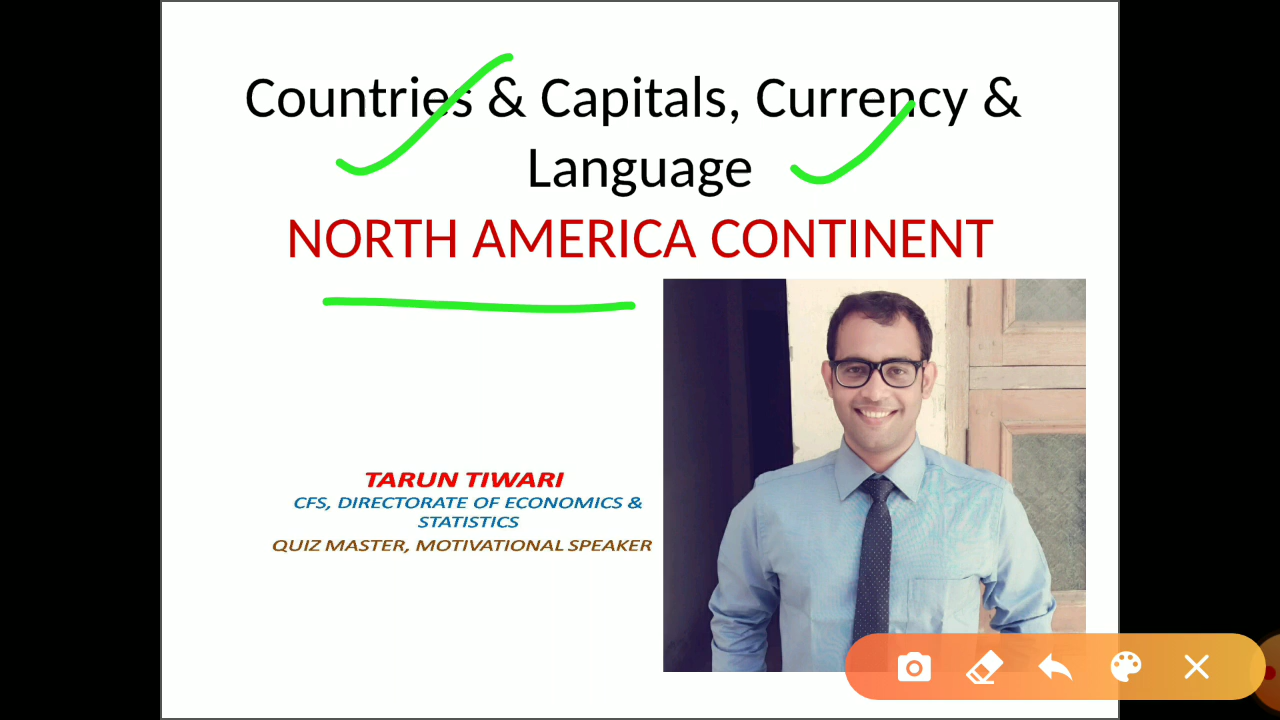 Countries & Capitals, Currency &
Language
NORTH AMERICA CONTINENT
TARUN TIWARI
CFS, DIRECTORATE OF ECONOMICS &
STATISTICS
QUIZ MASTER, MOTIVATIONAL SPEAKER